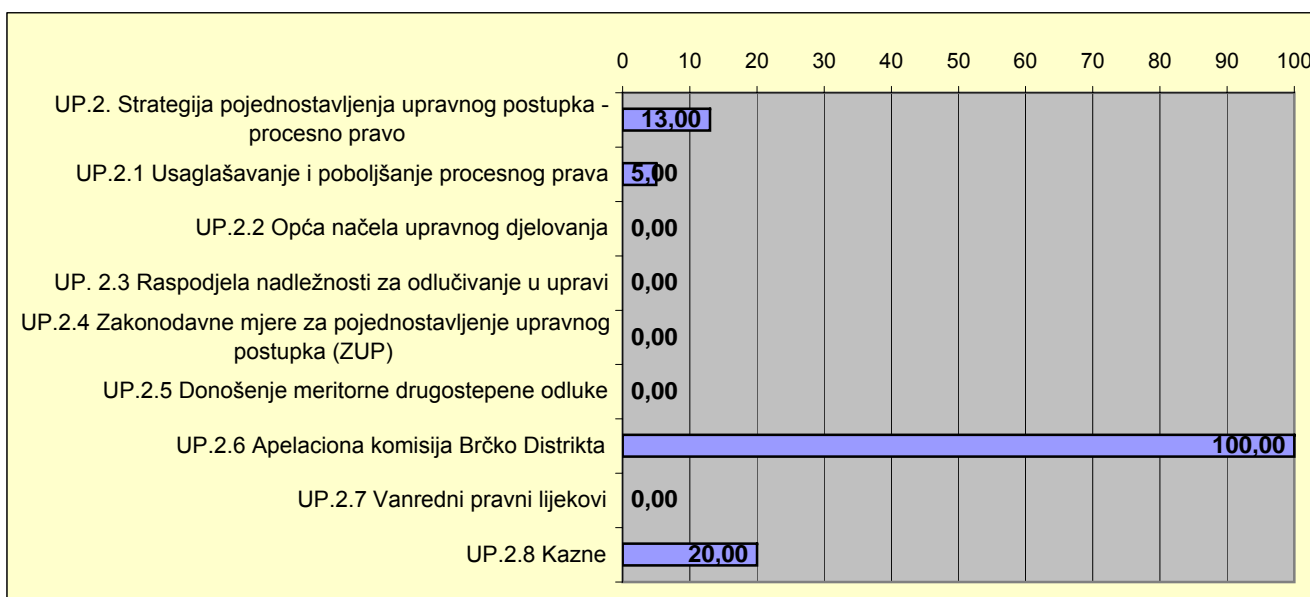 0 10 20 30 40 50 60 70 80 90 100
UP.2. Strategija pojednostavljenja upravnog postupka -
procesno pravo
13,00
UP.2.1 Usaglašavanje i poboljšanje procesnog prava
5,00
UP.2.2 Opća načela upravnog djelovanja
0,00
UP. 2.3 Raspodjela nadležnosti za odlučivanje u upravi
0,00
UP.2.4 Zakonodavne mjere za pojednostavljenje upravnog
postupka (ZUP)
0,00
UP.2.5 Donošenje meritorne drugostepene odluke
0,00
UP.2.6 Apelaciona komisija Brčko Distrikta
100,00
UP.2.7 Vanredni pravni lijekovi
0,00
UP.2.8 Kazne
20,00